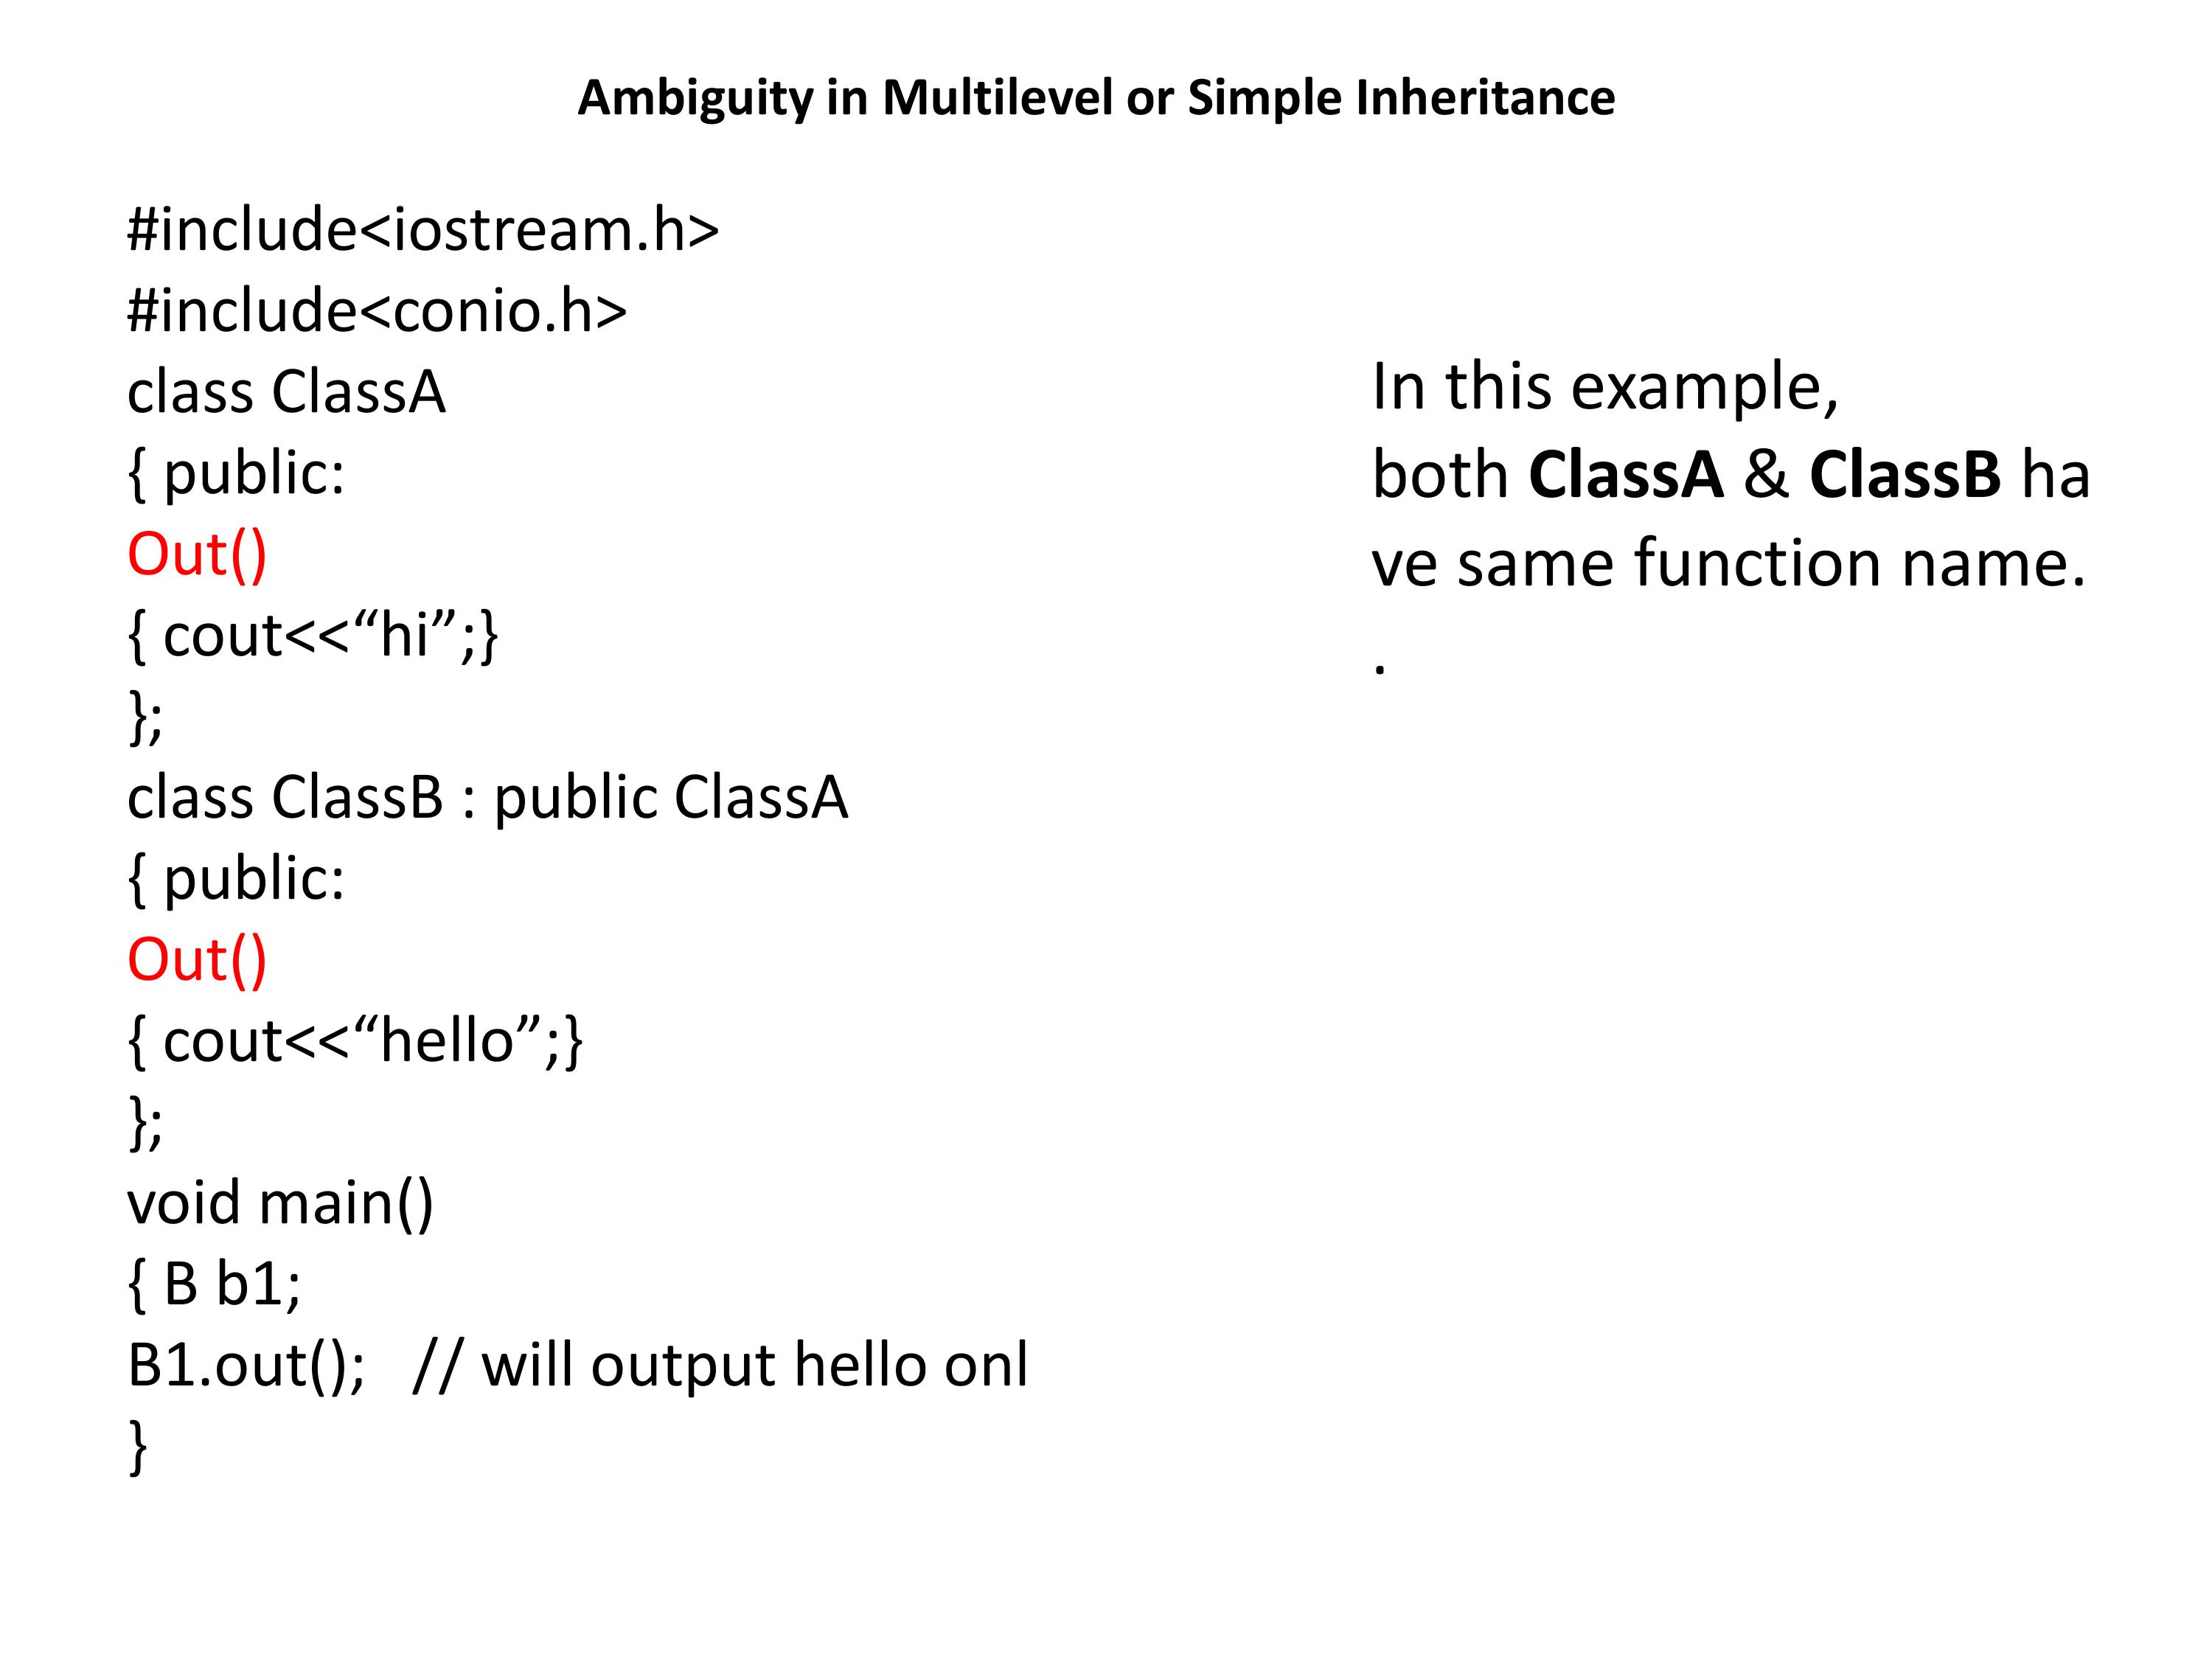 Ambiguity in Multilevel or Simple Inheritance
#include<iostream.h>
#include<conio.h>
class ClassA
{ public:
Out()
{ cout<<“hi”;}
};
class ClassB : public ClassA
{ public:
Out()
{ cout<<“hello”;}
};
void main()
{ B b1;
B1.out();   // will output hello onl
}
In this example,
both ClassA & ClassB ha
ve same function name.
.